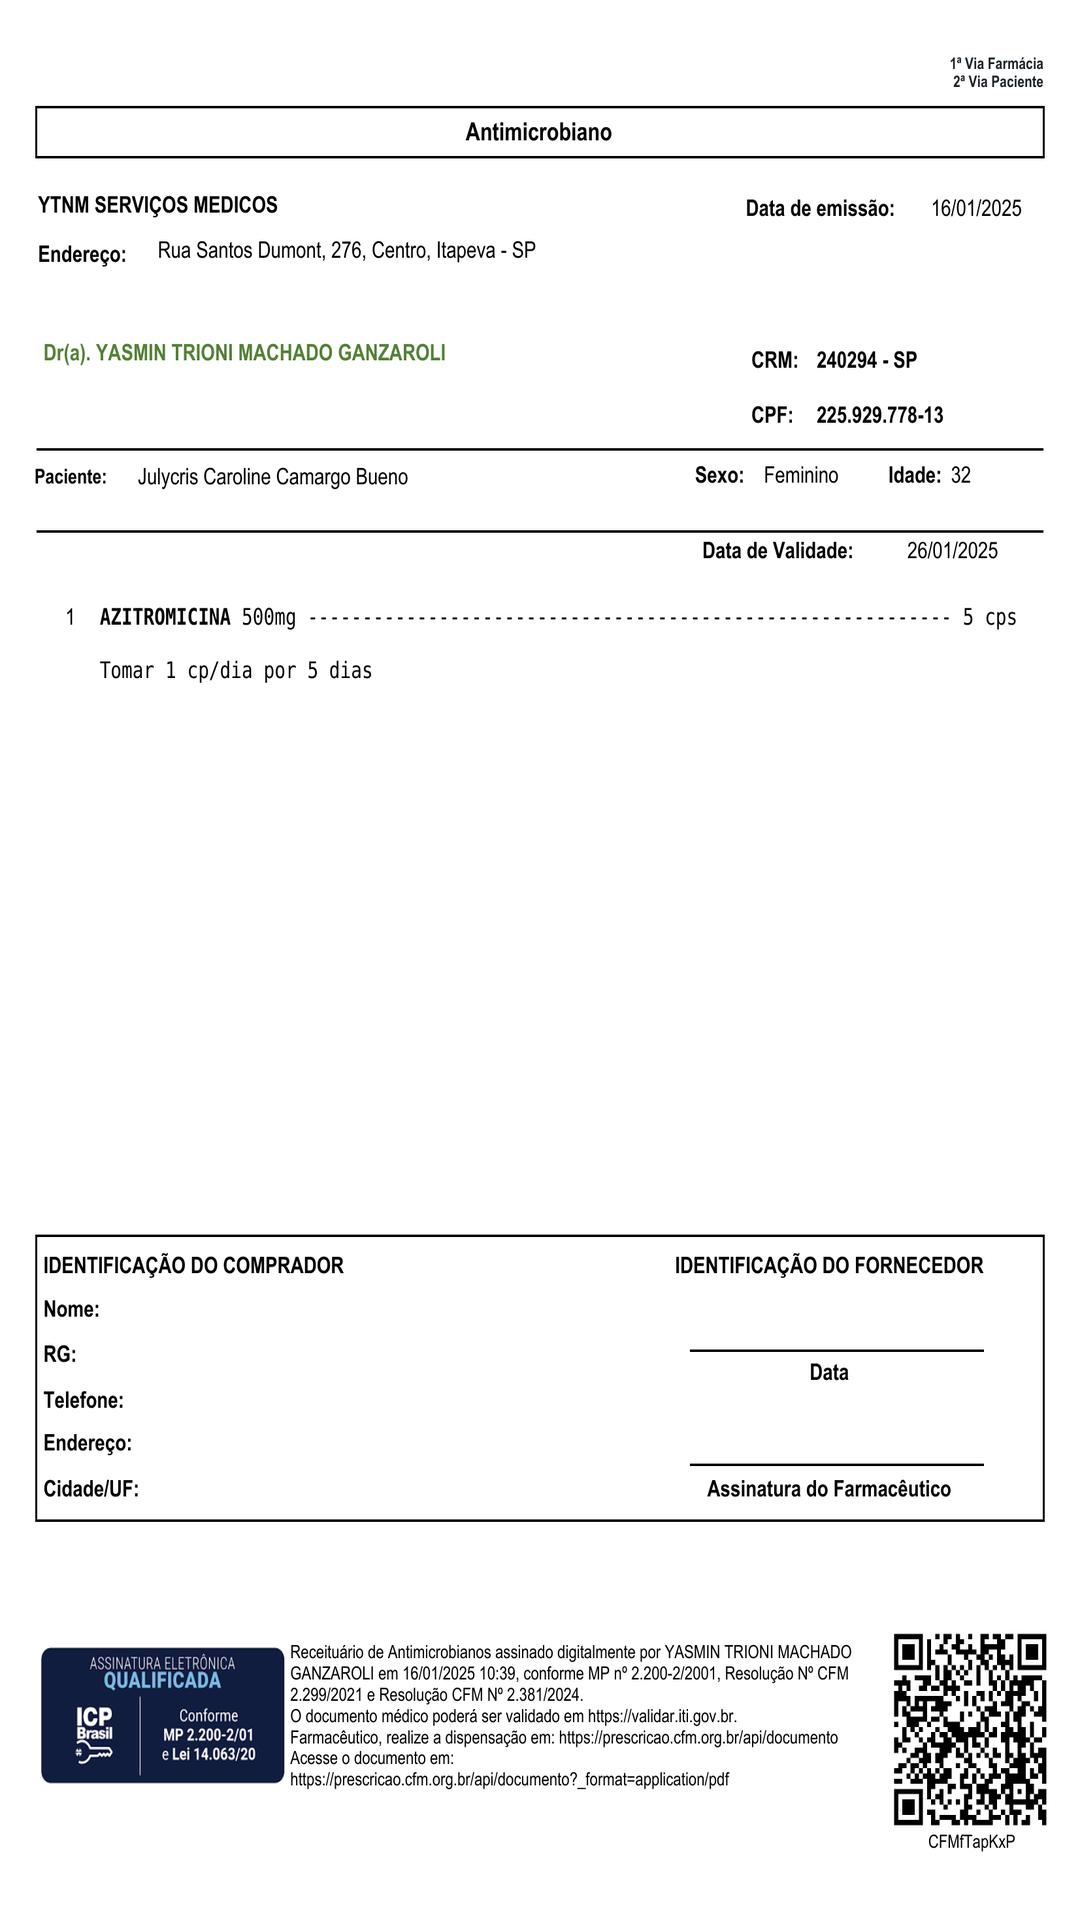 1ª Via Farmácia
2ª Via Paciente
Antimicrobiano
YTNM SERVIÇOS MEDICOS
Data de emissão: 16/01/2025
Endereço: Rua Santos Dumont, 276, Centro, Itapeva - SP
Dr(a). YASMIN TRIONI MACHADO GANZAROLI
CRM: 240294 - SP
CPF: 225.929.778-13
Paciente: Julycris Caroline Camargo Bueno Sexo: Feminino Idade: 32
Data de Validade: 26/01/2025
1 AZITROMICINA 500mg ----------------------------------------------------------- 5 cps
Tomar 1 cp/dia por 5 dias
IDENTIFICAÇÃO DO COMPRADOR
Nome:
RG:
Telefone:
Endereço:
Cidade/UF:
IDENTIFICAÇÃO DO FORNECEDOR
Data
Assinatura do Farmacêutico
ASSINATURA ELETRÔNICA
QUALIFICADA
ICP
Brasil
Conforme
MP 2.200-2/01
e Lei 14.063/20
Receituário de Antimicrobianos assinado digitalmente por YASMIN TRIONI MACHADO
GANZAROLI em 16/01/2025 10:39, conforme MP nº 2.200-2/2001, Resolução Nº CFM
2.299/2021 e Resolução CFM Nº 2.381/2024.
O documento médico poderá ser validado em https://validar.iti.gov.br.
Farmacêutico, realize a dispensação em: https://prescricao.cfm.org.br/api/documento
Acesse o documento em:
https://prescricao.cfm.org.br/api/documento?_format=application/pdf
CFMfTapKxP